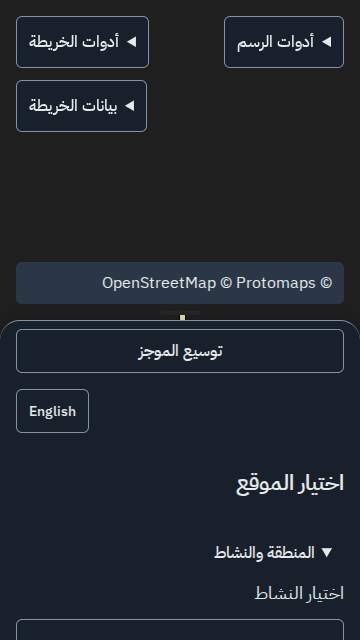 أدوات الرسم
أدوات الخريطة
بيانات الخريطة
© OpenStreetMap © Protomaps
توسيع الموجز
English
اختيار الموقع
المنطقة والنشاط
اختيار النشاط